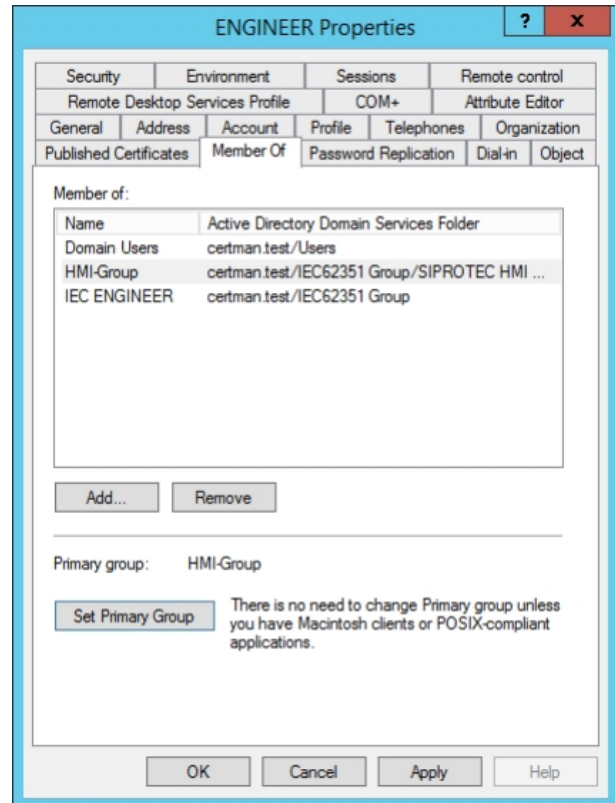 ENGINEER Properties
? x
Security Environment Sessions Remote control
Remote Desktop Services Profile COM+ Attribute Editor
General Address Account Profile Telephones Organization
Published Certificates Member Of Password Replication Dial-in Object
Member of:
Name Active Directory Domain Services Folder
Domain Users certman.test/Users
HMI-Group certman.test/IEC62351 Group/SIPROTEC HMI ...
IEC ENGINEER certman.test/IEC62351 Group
Add... Remove
Primary group: HMI-Group
Set Primary Group
There is no need to change Primary group unless
you have Macintosh clients or POSIX-compliant
applications.
OK Cancel Apply Help